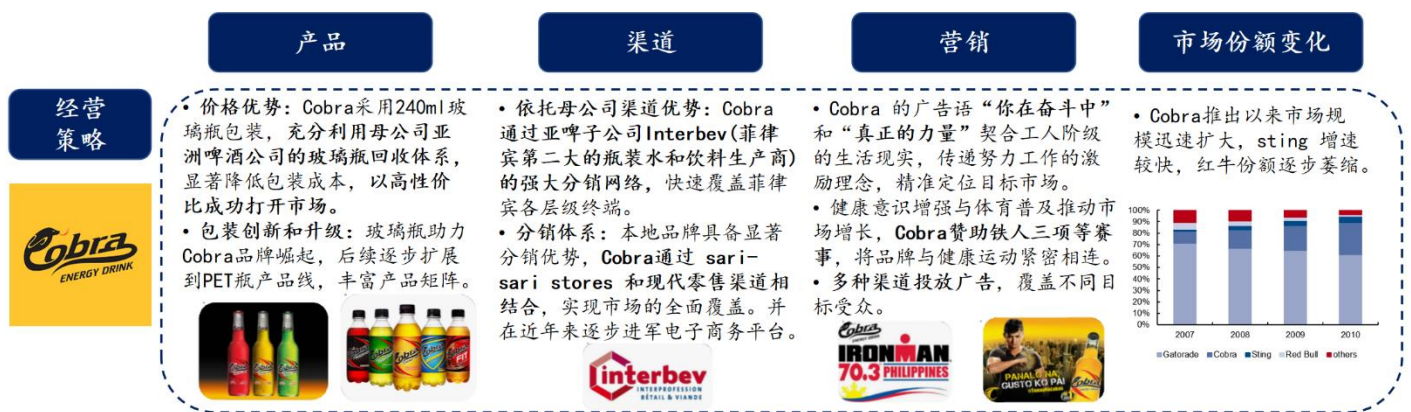 产品
渠道
营销
市场份额变化
经营
策略
Cobra
ENERGY DRINK
• 价格优势：Cobra采用240ml玻
璃瓶包装，充分利用母公司亚
洲啤酒公司的玻璃瓶回收体系，
显著降低包装成本，以高性价
比成功打开市场。
• 包装创新和升级：玻璃瓶助力
Cobra品牌崛起，后续逐步扩展
到PET瓶产品线，丰富产品矩阵。
• 依托母公司渠道优势：Cobra
通过亚啤子公司Interbev(菲律
宾第二大的瓶装水和饮料生产商)
的强大分销网络，快速覆盖菲律
宾各层级终端。
• 分销体系：本地品牌具备显著
分销优势，Cobra通过 sari-
sari stores 和现代零售渠道相
结合，实现市场的全面覆盖。并
在近年来逐步进军电子商务平台。
interbev
INTERPROFESSION
BÉTAIL & VIANDE
• Cobra 的广告语“你在奋斗中”
和“真正的力量”契合工人阶级
的生活现实，传递努力工作的激
励理念，精准定位目标市场。
• 健康意识增强与体育普及推动市
场增长，Cobra赞助铁人三项等赛
事，将品牌与健康运动紧密相连。
• 多种渠道投放广告，覆盖不同目
标受众。
Cobra
ENERGY DRINK
IRONMAN
70.3 PHILIPPINES
PANALO NA,
GUSTO KO PA!
• Cobra推出以来市场规
模迅速扩大，sting 增速
较快，红牛份额逐步萎缩。
100%
90%
80%
70%
60%
50%
40%
30%
20%
10%
0%
2007 2008 2009 2010
Gatorade Cobra Sting Red Bull others